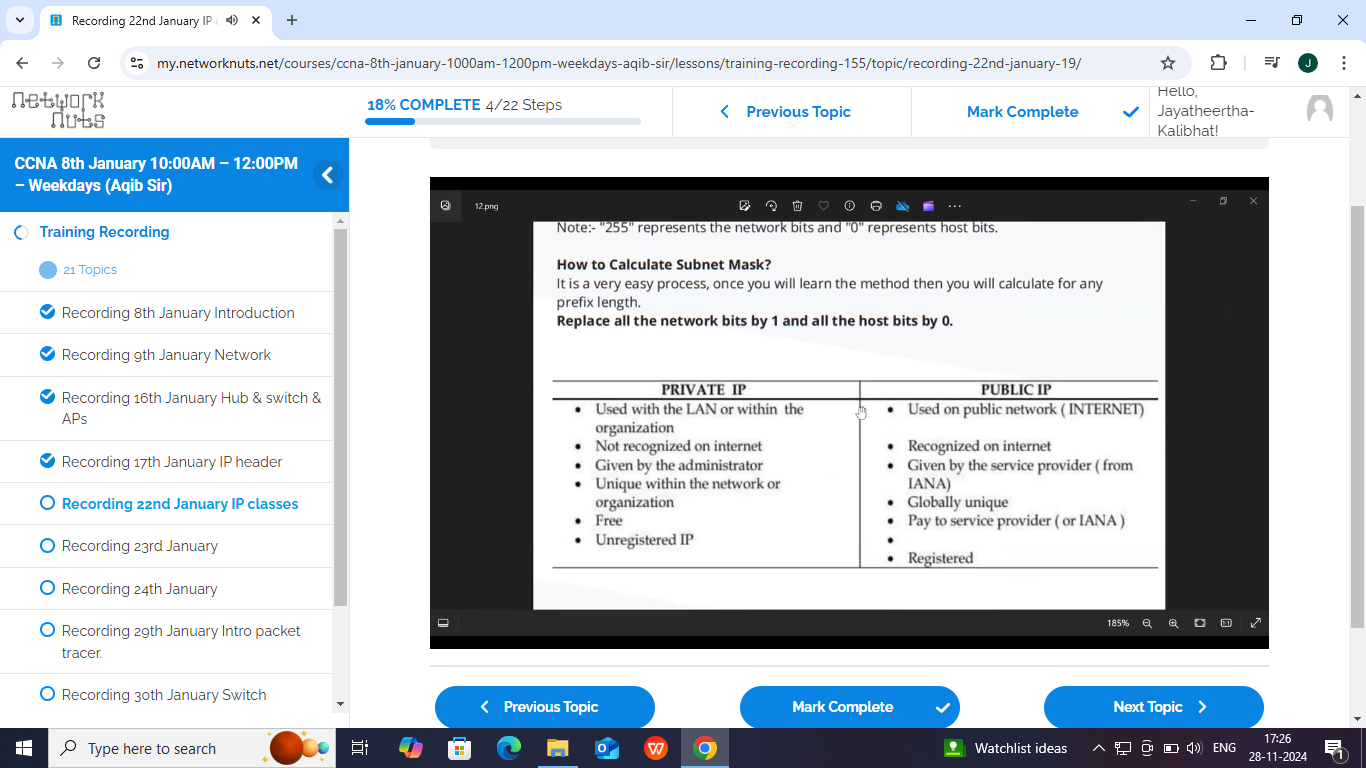 Recording 22nd January IP c
my.networknuts.net/courses/ccna-8th-january-1000am-1200pm-weekdays-aqib-sir/lessons/training-recording-155/topic/recording-22nd-january-19/
J
Network
Nuts
18% COMPLETE 4/22 Steps
Previous Topic
Mark Complete
Hello,
Jayatheertha-
Kalibhat!
CCNA 8th January 10:00AM – 12:00PM
– Weekdays (Aqib Sir)
Training Recording
21 Topics
Recording 8th January Introduction
Recording 9th January Network
Recording 16th January Hub & switch &
APs
Recording 17th January IP header
Recording 22nd January IP classes
Recording 23rd January
Recording 24th January
Recording 29th January Intro packet
tracer.
Recording 30th January Switch
12.png
Note:- "255" represents the network bits and "0" represents host bits.
How to Calculate Subnet Mask?
It is a very easy process, once you will learn the method then you will calculate for any
prefix length.
Replace all the network bits by 1 and all the host bits by 0.
PRIVATE IP
• Used with the LAN or within the
organization
• Not recognized on internet
• Given by the administrator
• Unique within the network or
organization
• Free
• Unregistered IP
PUBLIC IP
• Used on public network ( INTERNET)
• Recognized on internet
• Given by the service provider ( from
IANA)
• Globally unique
• Pay to service provider ( or IANA )
•
• Registered
185%
Previous Topic
Mark Complete
Next Topic
Type here to search
Watchlist ideas
ENG
17:26
28-11-2024
1